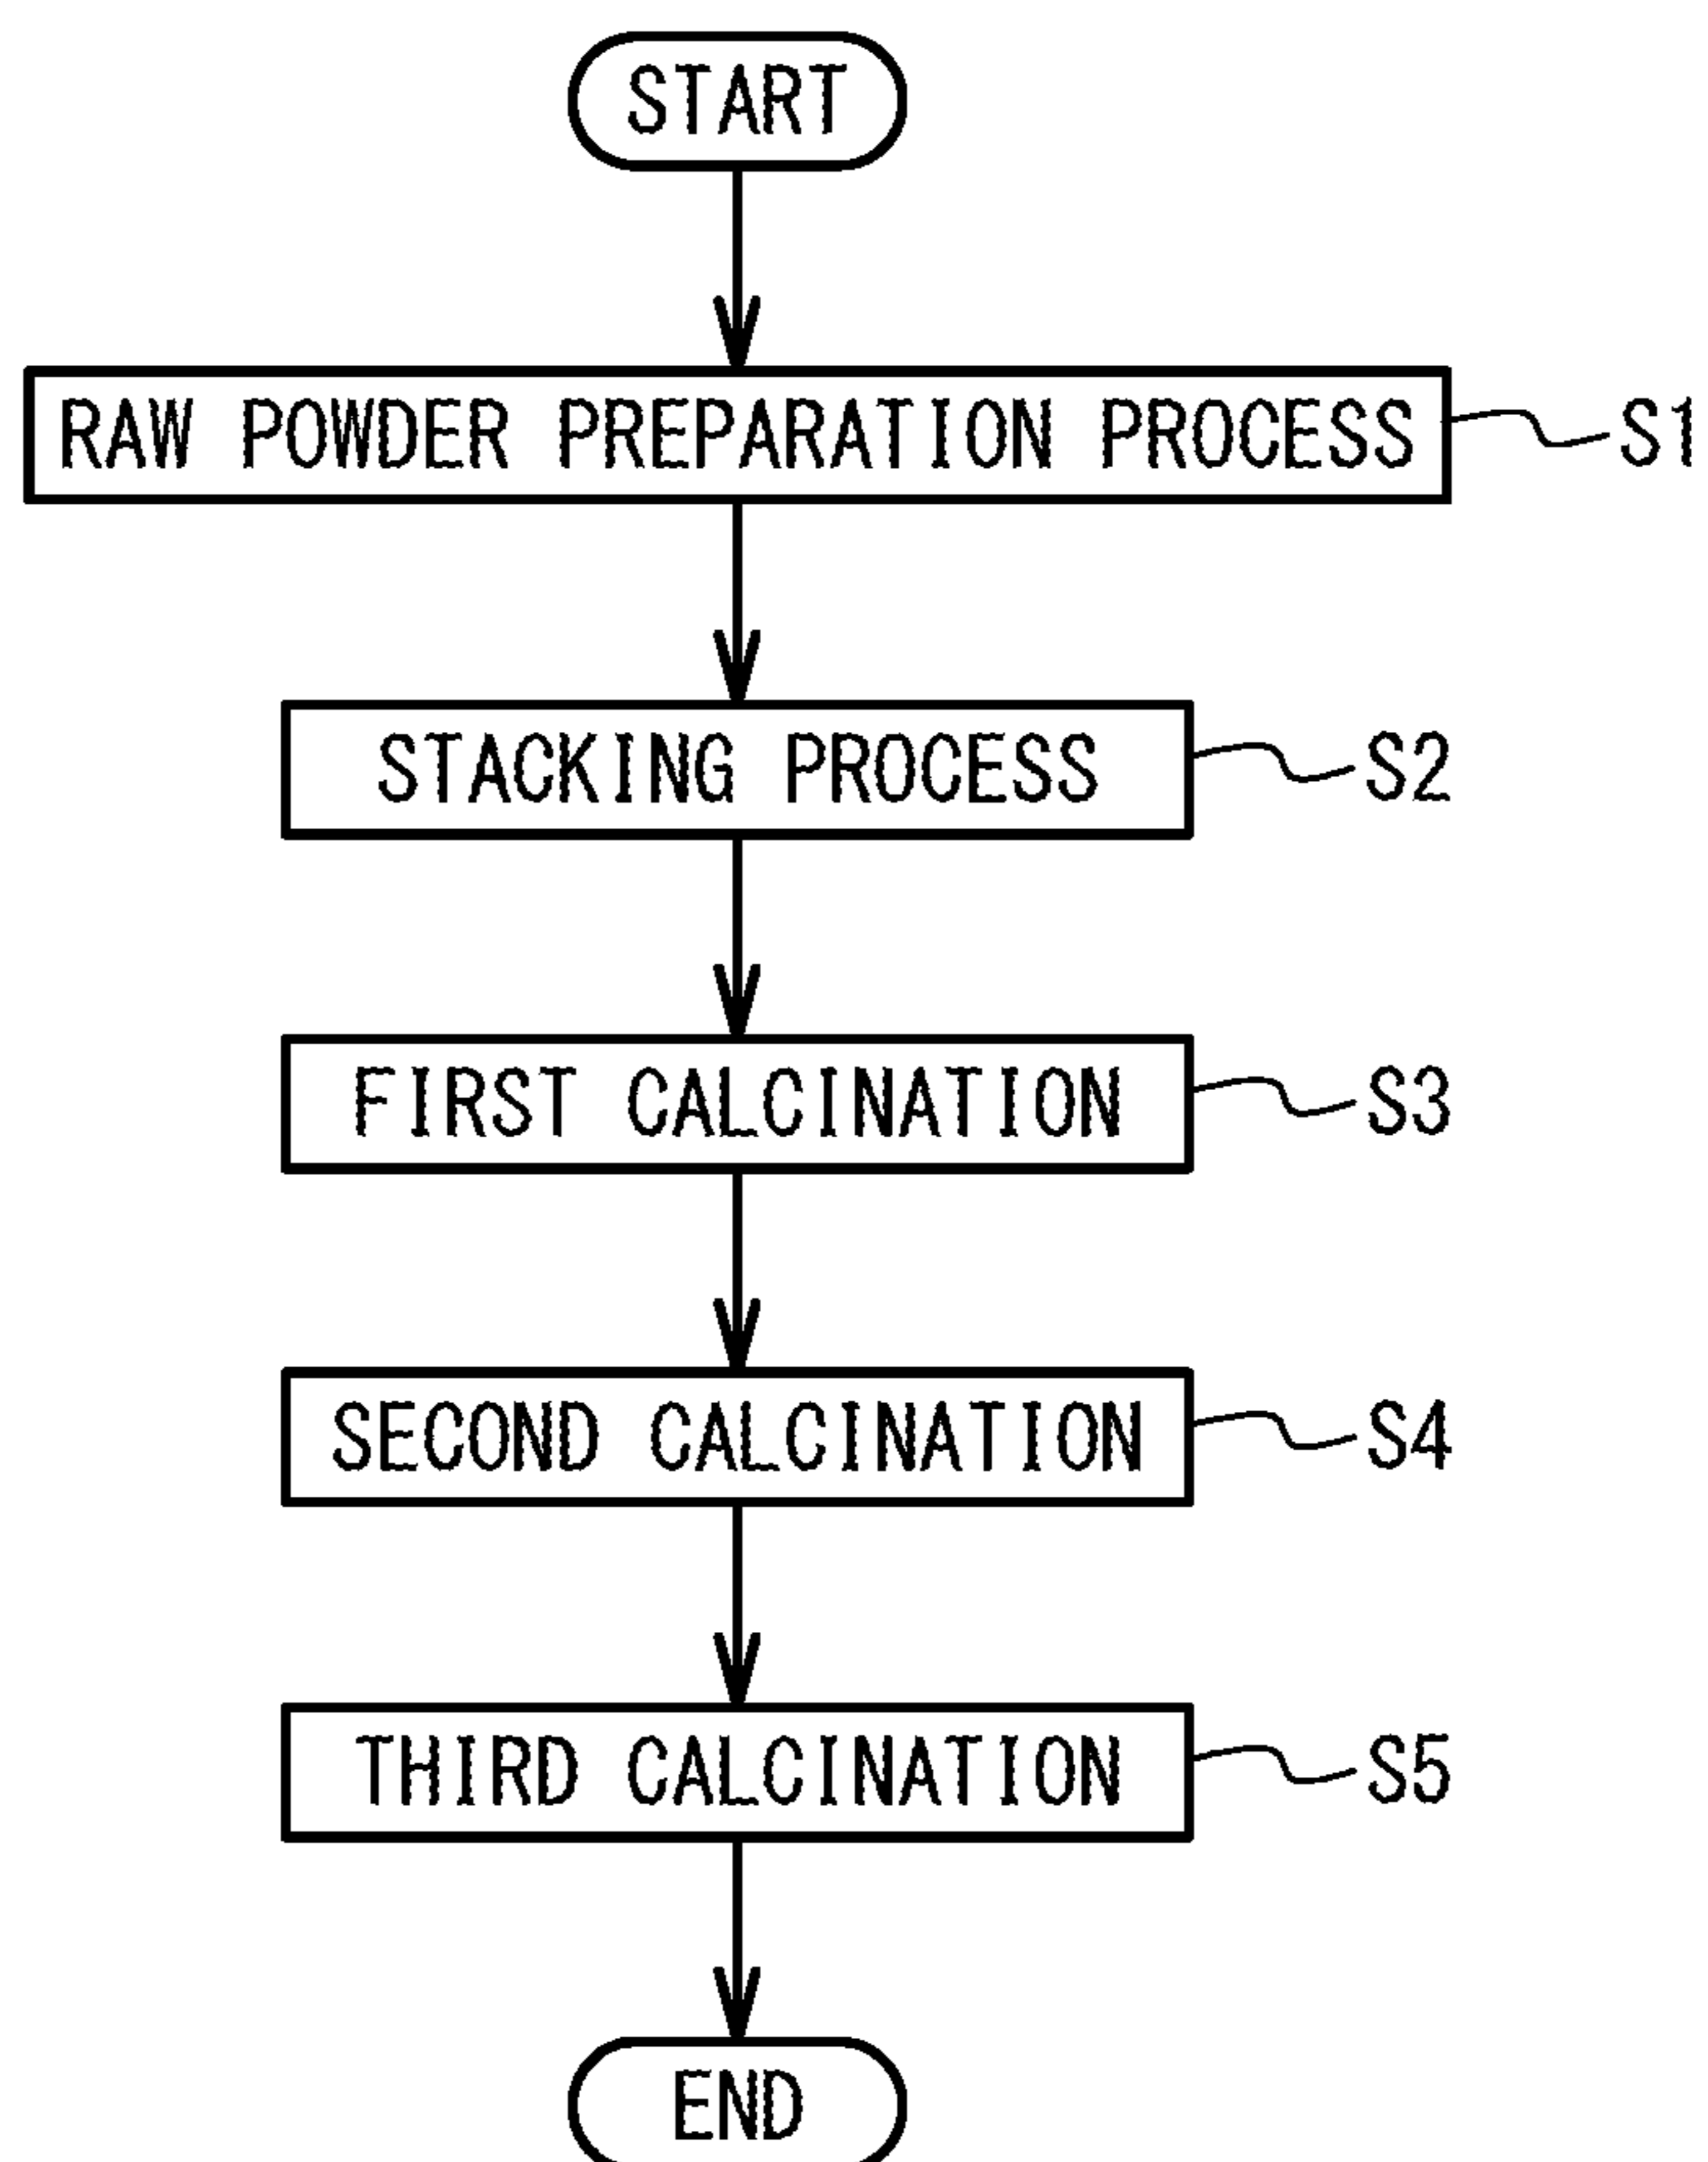 START
RAW POWDER PREPARATION PROCESS S1
STACKING PROCESS S2
FIRST CALCINATION S3
SECOND CALCINATION S4
THIRD CALCINATION S5
END